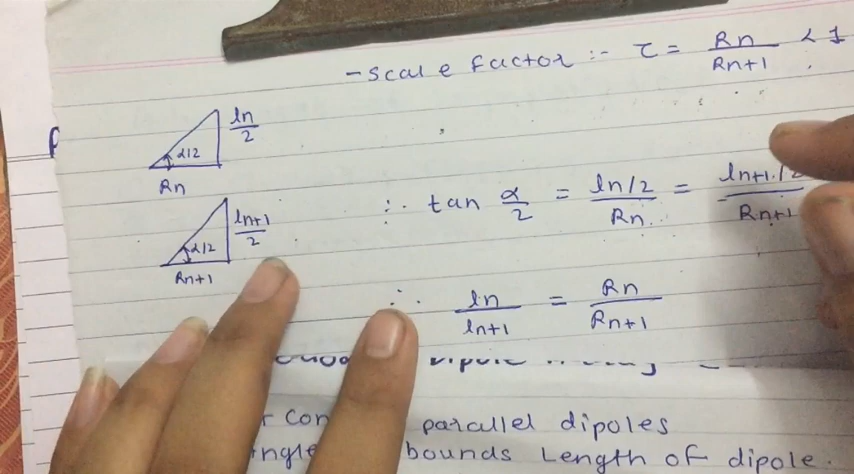 -scale factor :- τ = Rn / Rn+1 < 1
ln / 2
α/2
Rn
∴ tan α/2 = ln/2 / Rn = ln+1/2 / Rn+1
ln+1 / 2
α/2
Rn+1
∴ ln / ln+1 = Rn / Rn+1
parallel dipoles
bounds Length of dipole.